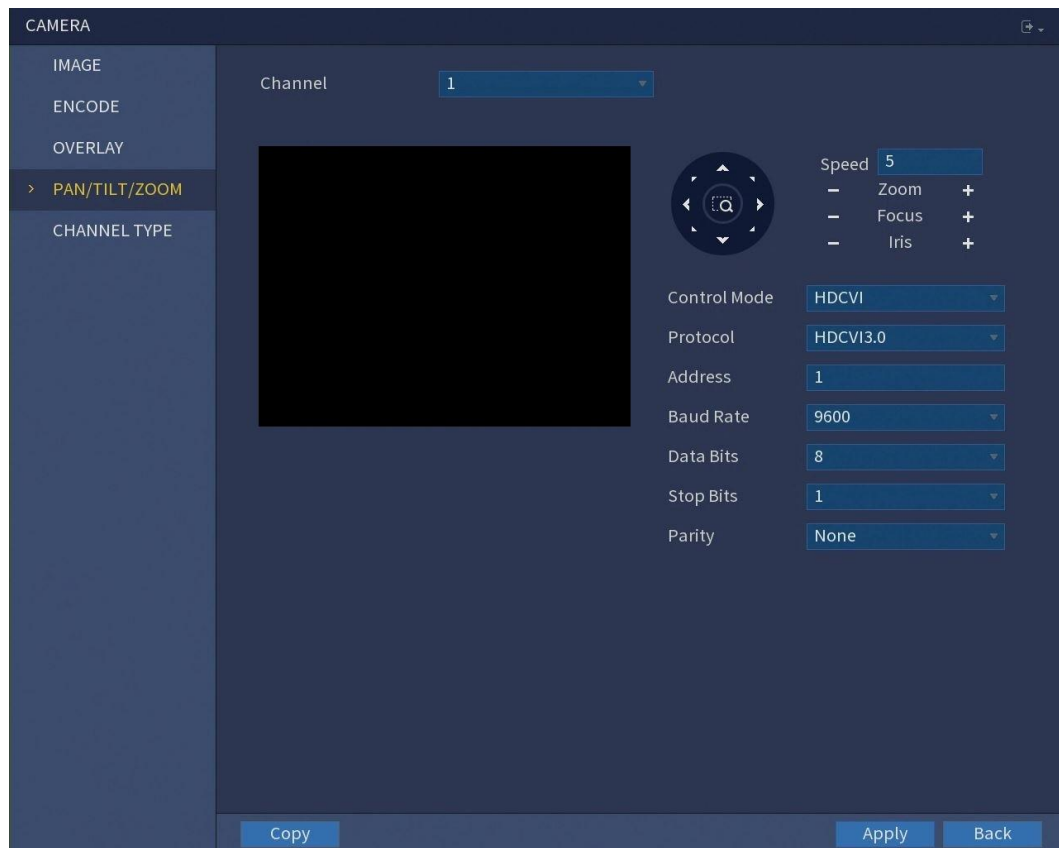 CAMERA
IMAGE
ENCODE
OVERLAY
PAN/TILT/ZOOM
CHANNEL TYPE
Channel 1
Speed 5
Zoom
Focus
Iris
Control Mode HDCVI
Protocol HDCVI3.0
Address 1
Baud Rate 9600
Data Bits 8
Stop Bits 1
Parity None
Copy Apply Back